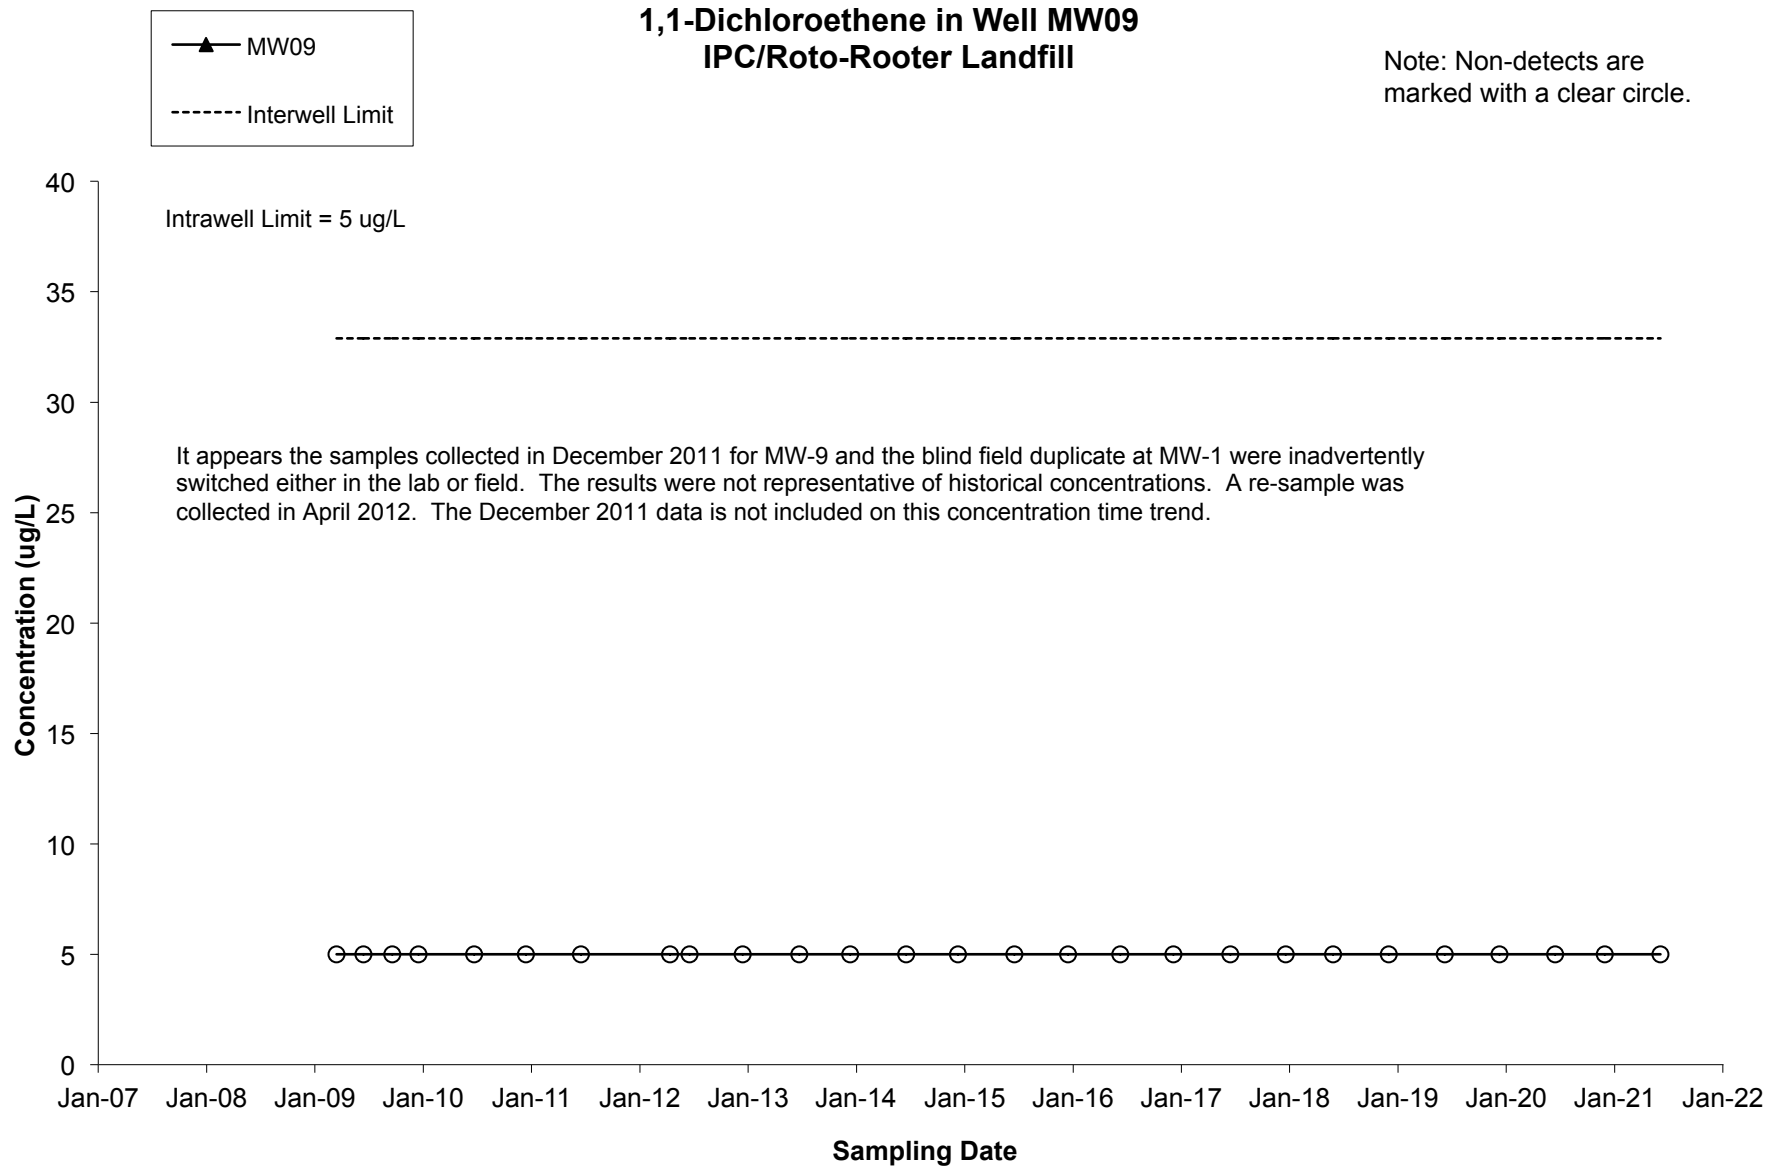 1,1-Dichloroethene in Well MW09
IPC/Roto-Rooter Landfill
MW09
Interwell Limit
Note: Non-detects are
marked with a clear circle.
Intrawell Limit = 5 ug/L
It appears the samples collected in December 2011 for MW-9 and the blind field duplicate at MW-1 were inadvertently
switched either in the lab or field.  The results were not representative of historical concentrations.  A re-sample was
collected in April 2012.  The December 2011 data is not included on this concentration time trend.
Concentration (ug/L)
40
35
30
25
20
15
10
5
0
Jan-07 Jan-08 Jan-09 Jan-10 Jan-11 Jan-12 Jan-13 Jan-14 Jan-15 Jan-16 Jan-17 Jan-18 Jan-19 Jan-20 Jan-21 Jan-22
Sampling Date